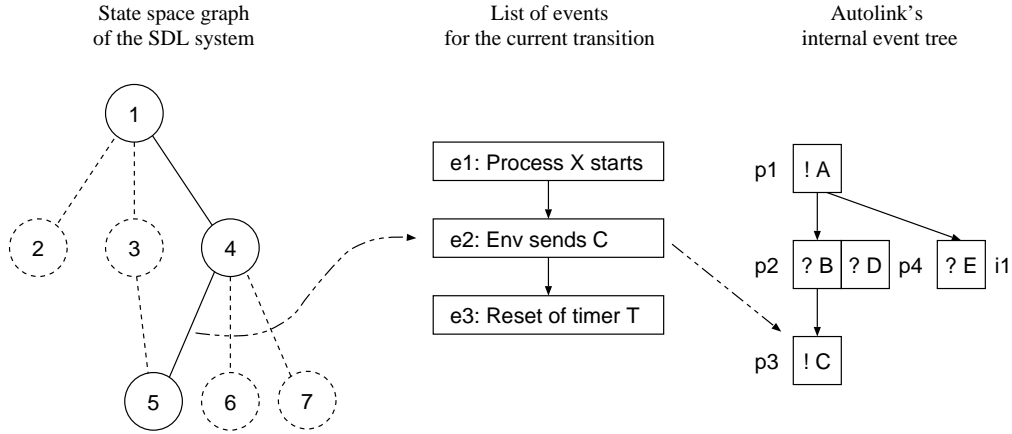 State space graph
of the SDL system
List of events
for the current transition
Autolink's
internal event tree
1
2
3
4
5
6
7
e1: Process X starts
e2: Env sends C
e3: Reset of timer T
p1 ! A
p2 ? B ? D p4 ? E i1
p3 ! C